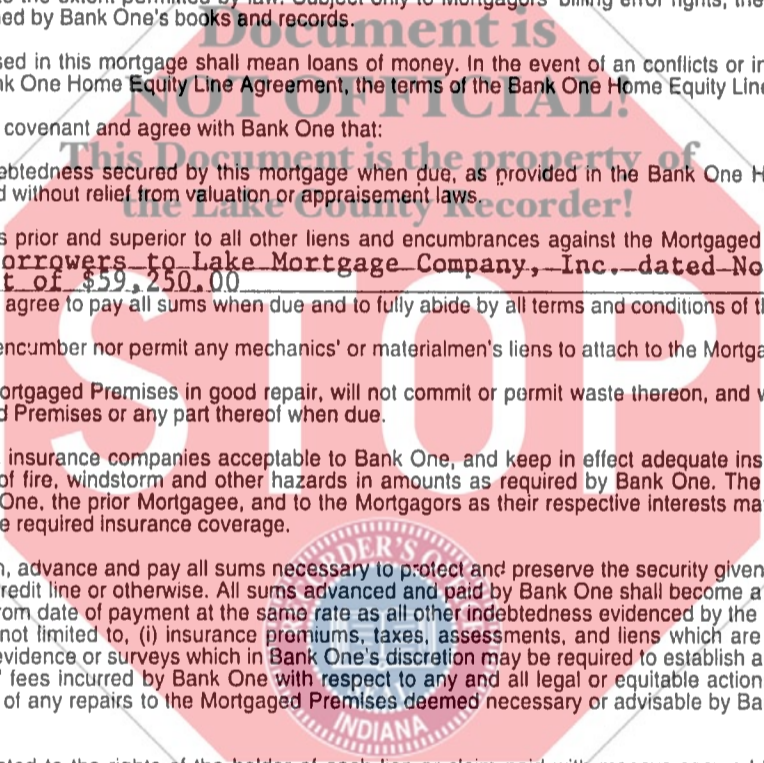 ned by Bank One's books and records.
Document is
sed in this mortgage shall mean loans of money. In the event of an conflicts or in
nk One Home Equity Line Agreement, the terms of the Bank One Home Equity Line
NOT OFFICIAL!
covenant and agree with Bank One that:
This Document is the property of
ebtedness secured by this mortgage when due, as provided in the Bank One H
d without relief from valuation or appraisement laws.
the Lake County Recorder!
s prior and superior to all other liens and encumbrances against the Mortgaged
orrowers to Lake Mortgage Company, Inc. dated No
t of $59,250.00
agree to pay all sums when due and to fully abide by all terms and conditions of th
STOP
encumber nor permit any mechanics' or materialmen's liens to attach to the Mortga
ortgaged Premises in good repair, will not commit or permit waste thereon, and w
d Premises or any part thereof when due.
insurance companies acceptable to Bank One, and keep in effect adequate ins
of fire, windstorm and other hazards in amounts as required by Bank One. The
One, the prior Mortgagee, and to the Mortgagors as their respective interests ma
e required insurance coverage.
n, advance and pay all sums necessary to protect and preserve the security given
redit line or otherwise. All sums advanced and paid by Bank One shall become a
rom date of payment at the same rate as all other indebtedness evidenced by the
not limited to, (i) insurance premiums, taxes, assessments, and liens which are
evidence or surveys which in Bank One's discretion may be required to establish a
' fees incurred by Bank One with respect to any and all legal or equitable action
of any repairs to the Mortgaged Premises deemed necessary or advisable by Ba
INDIANA